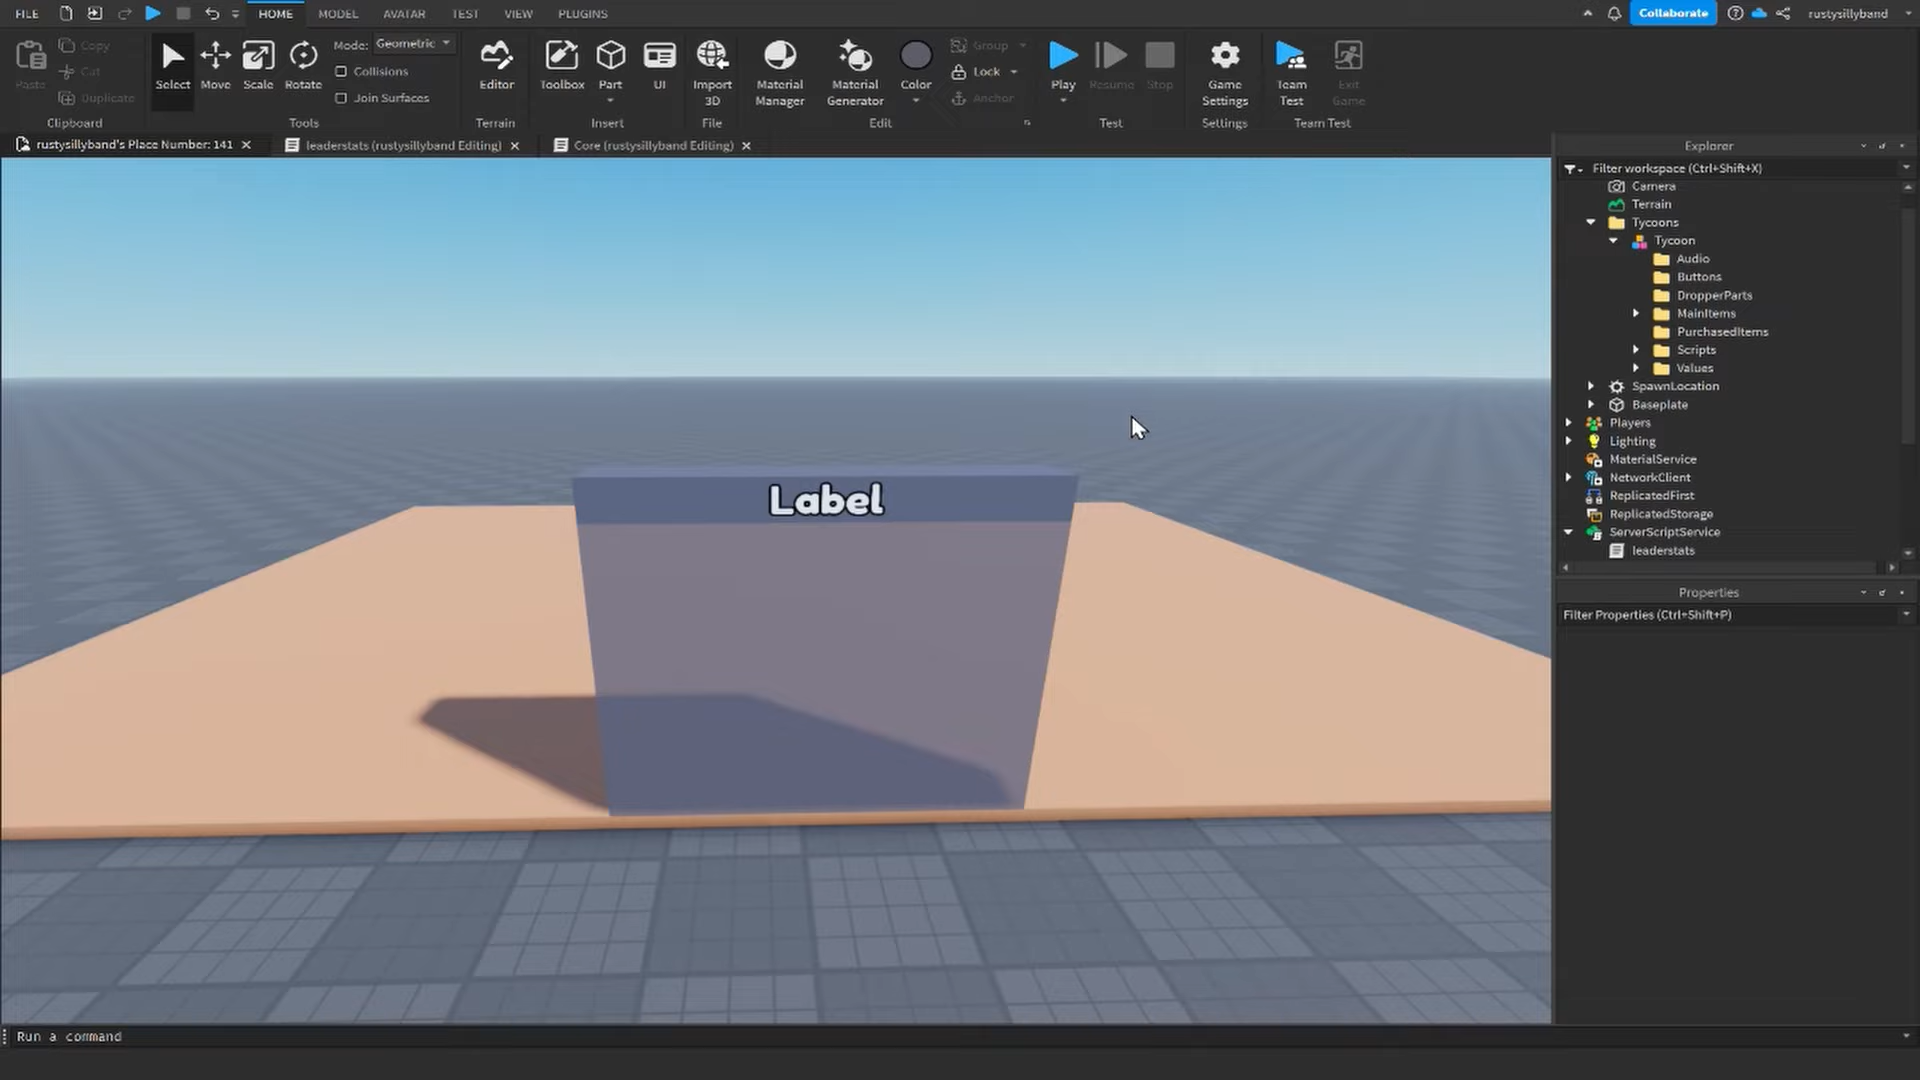 FILE HOME MODEL AVATAR TEST VIEW PLUGINS Collaborate rustysillyband
Paste Copy Cut Duplicate
Clipboard
Select Move Scale Rotate
Mode: Geometric
Collisions
Join Surfaces
Tools
Editor
Terrain
Toolbox Part UI
Insert
Import 3D
File
Material Manager
Material Generator
Color
Group
Lock
Anchor
Edit
Play Resume Stop
Test
Game Settings
Settings
Team Test
Exit Game
Team Test
rustysillyband's Place Number: 141
leaderstats (rustysillyband Editing)
Core (rustysillyband Editing)
Label
Explorer
Filter workspace (Ctrl+Shift+X)
Camera
Terrain
Tycoons
Tycoon
Audio
Buttons
DropperParts
MainItems
PurchasedItems
Scripts
Values
SpawnLocation
Baseplate
Players
Lighting
MaterialService
NetworkClient
ReplicatedFirst
ReplicatedStorage
ServerScriptService
leaderstats
Properties
Filter Properties (Ctrl+Shift+P)
Run a command